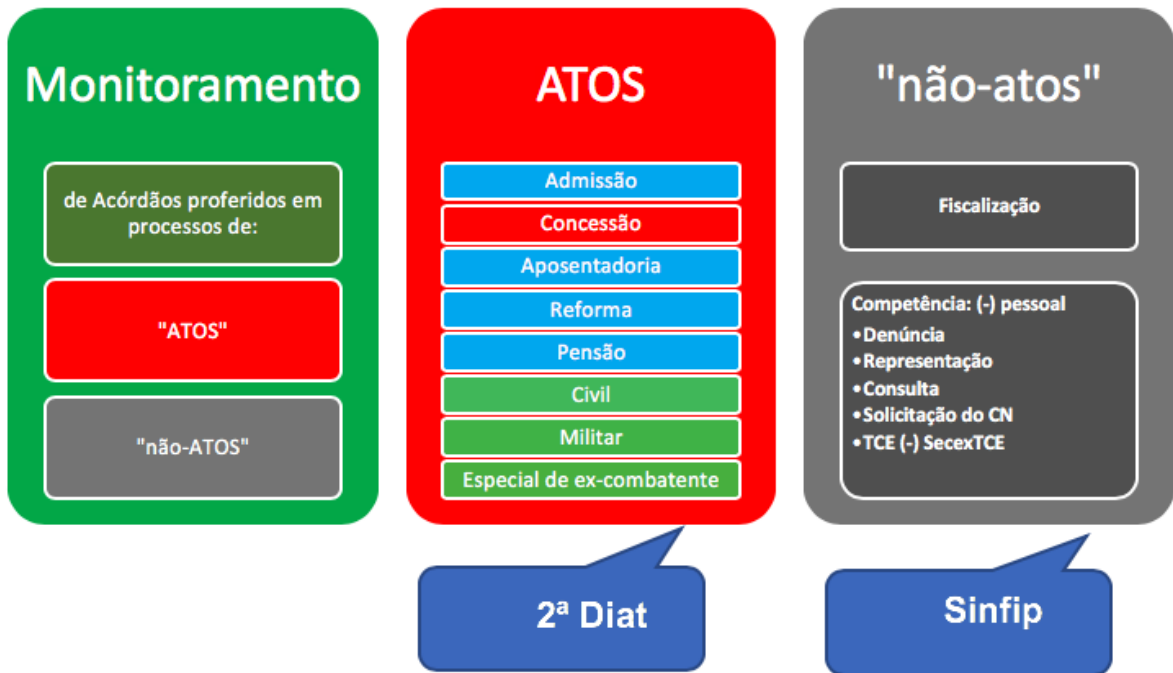 Monitoramento
de Acórdãos proferidos em
processos de:
"ATOS"
"não-ATOS"
ATOS
Admissão
Concessão
Aposentadoria
Reforma
Pensão
Civil
Militar
Especial de ex-combatente
2ª Diat
"não-atos"
Fiscalização
Competência: (-) pessoal
•Denúncia
•Representação
•Consulta
•Solicitação do CN
•TCE (-) SecexTCE
Sinfip